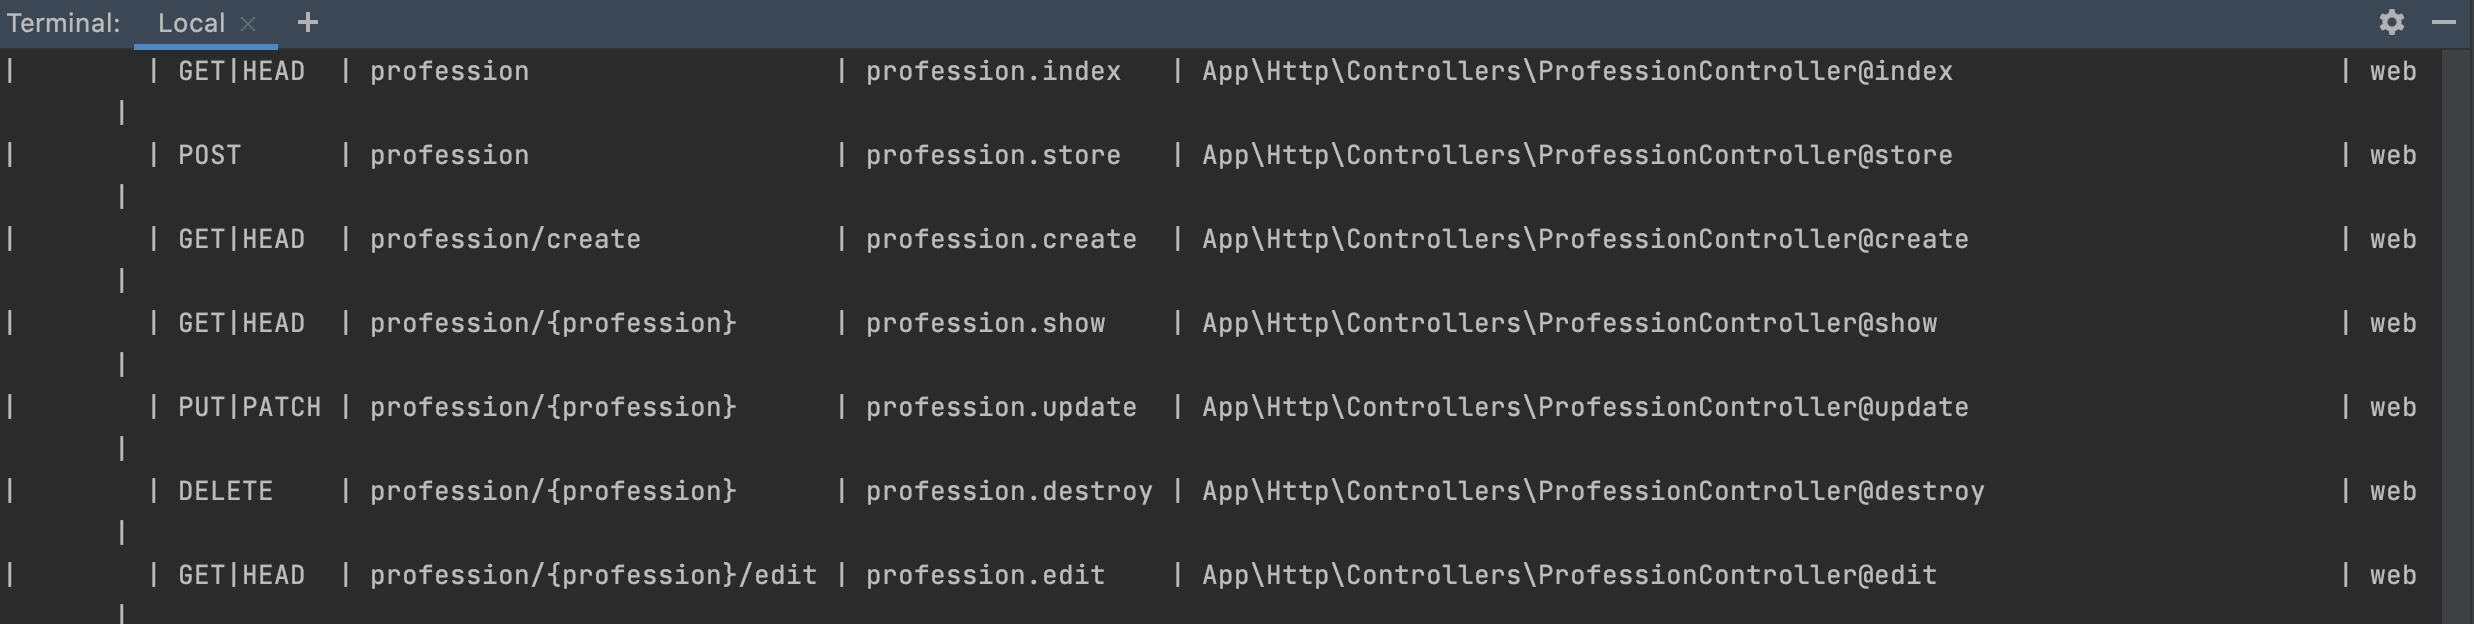 Terminal: Local × +
| | GET|HEAD | profession | profession.index | App\Http\Controllers\ProfessionController@index | web
|
| | POST | profession | profession.store | App\Http\Controllers\ProfessionController@store | web
|
| | GET|HEAD | profession/create | profession.create | App\Http\Controllers\ProfessionController@create | web
|
| | GET|HEAD | profession/{profession} | profession.show | App\Http\Controllers\ProfessionController@show | web
|
| | PUT|PATCH | profession/{profession} | profession.update | App\Http\Controllers\ProfessionController@update | web
|
| | DELETE | profession/{profession} | profession.destroy | App\Http\Controllers\ProfessionController@destroy | web
|
| | GET|HEAD | profession/{profession}/edit | profession.edit | App\Http\Controllers\ProfessionController@edit | web
|